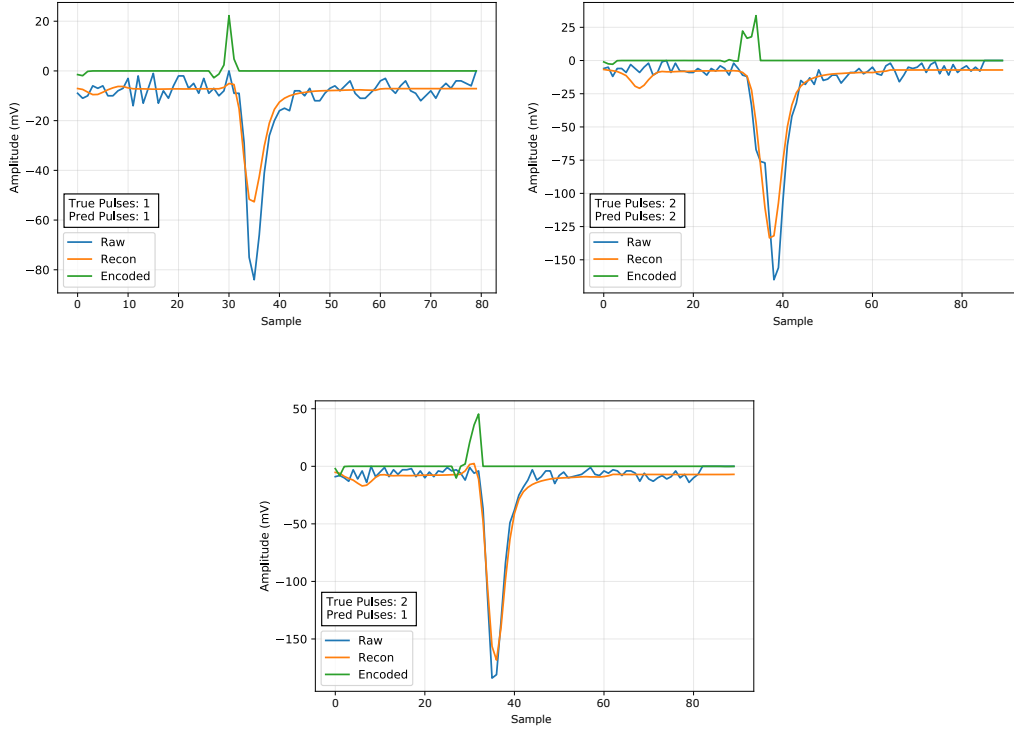 20
0
−20
−40
−60
−80
Amplitude (mV)
True Pulses: 1
Pred Pulses: 1
Raw
Recon
Encoded
0 10 20 30 40 50 60 70 80
Sample
25
0
−25
−50
−75
−100
−125
−150
Amplitude (mV)
True Pulses: 2
Pred Pulses: 2
Raw
Recon
Encoded
0 20 40 60 80
Sample
50
0
−50
−100
−150
Amplitude (mV)
True Pulses: 2
Pred Pulses: 1
Raw
Recon
Encoded
0 20 40 60 80
Sample